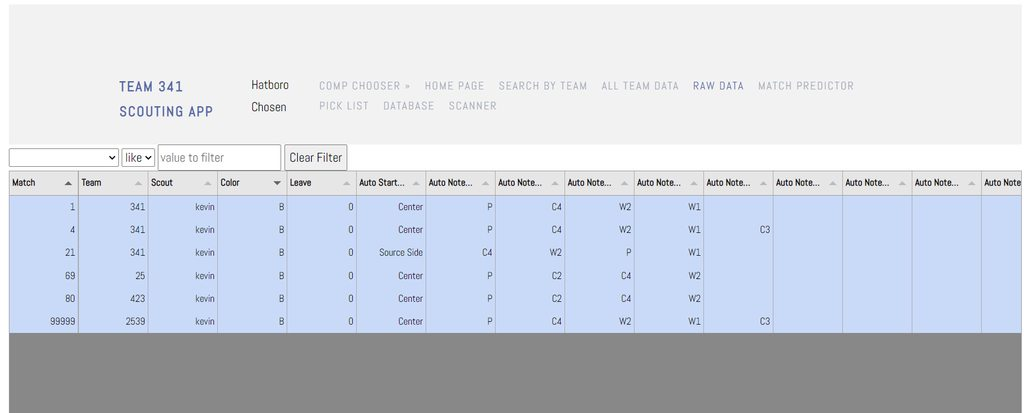 TEAM 341
SCOUTING APP
Hatboro
Chosen
COMP CHOOSER » HOME PAGE SEARCH BY TEAM ALL TEAM DATA RAW DATA MATCH PREDICTOR
PICK LIST DATABASE SCANNER
like value to filter Clear Filter
Match Team Scout Color Leave Auto Start... Auto Note... Auto Note... Auto Note... Auto Note... Auto Note... Auto Note... Auto Note... Auto Note... Auto Note
1 341 kevin B 0 Center P C4 W2 W1
4 341 kevin B 0 Center P C4 W2 W1 C3
21 341 kevin B 0 Source Side C4 W2 P W1
69 25 kevin B 0 Center P C2 C4 W2
80 423 kevin B 0 Center P C2 C4 W2
99999 2539 kevin B 0 Center P C4 W2 W1 C3